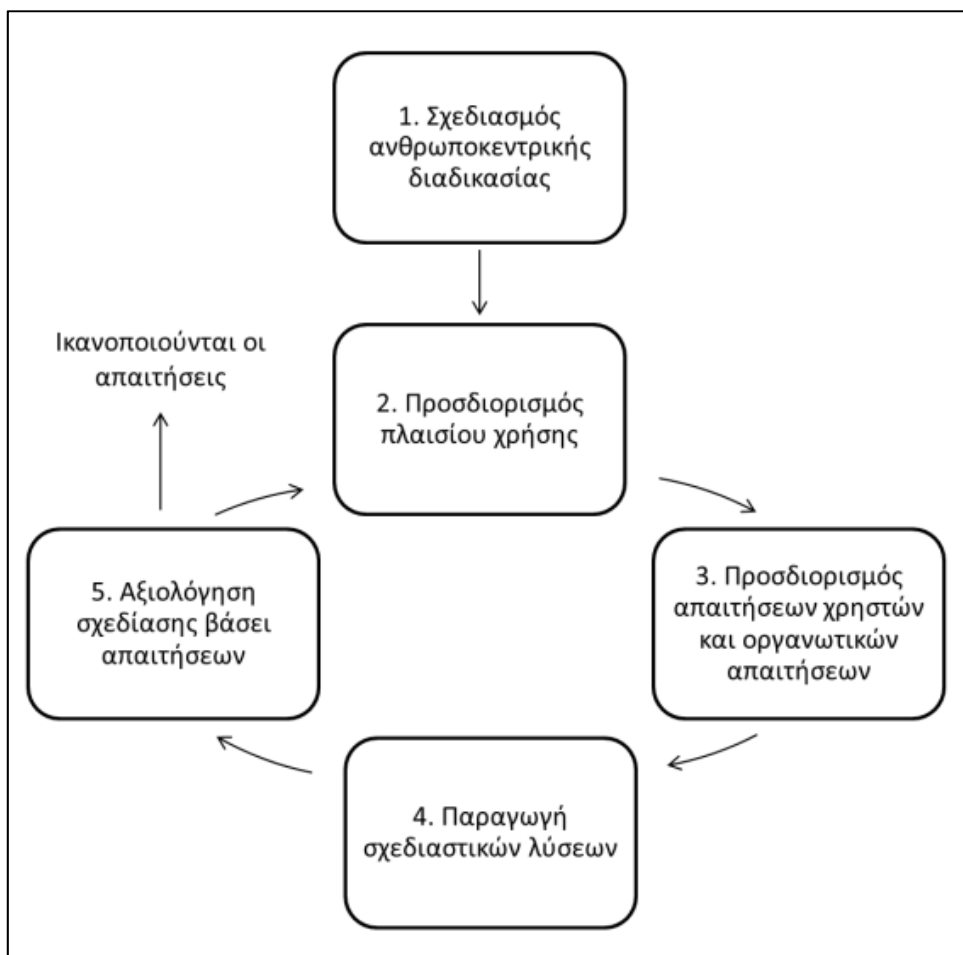 1. Σχεδιασμός
ανθρωποκεντρικής
διαδικασίας
Ικανοποιούνται οι
απαιτήσεις
2. Προσδιορισμός
πλαισίου χρήσης
5. Αξιολόγηση
σχεδίασης βάσει
απαιτήσεων
3. Προσδιορισμός
απαιτήσεων χρηστών
και οργανωτικών
απαιτήσεων
4. Παραγωγή
σχεδιαστικών λύσεων